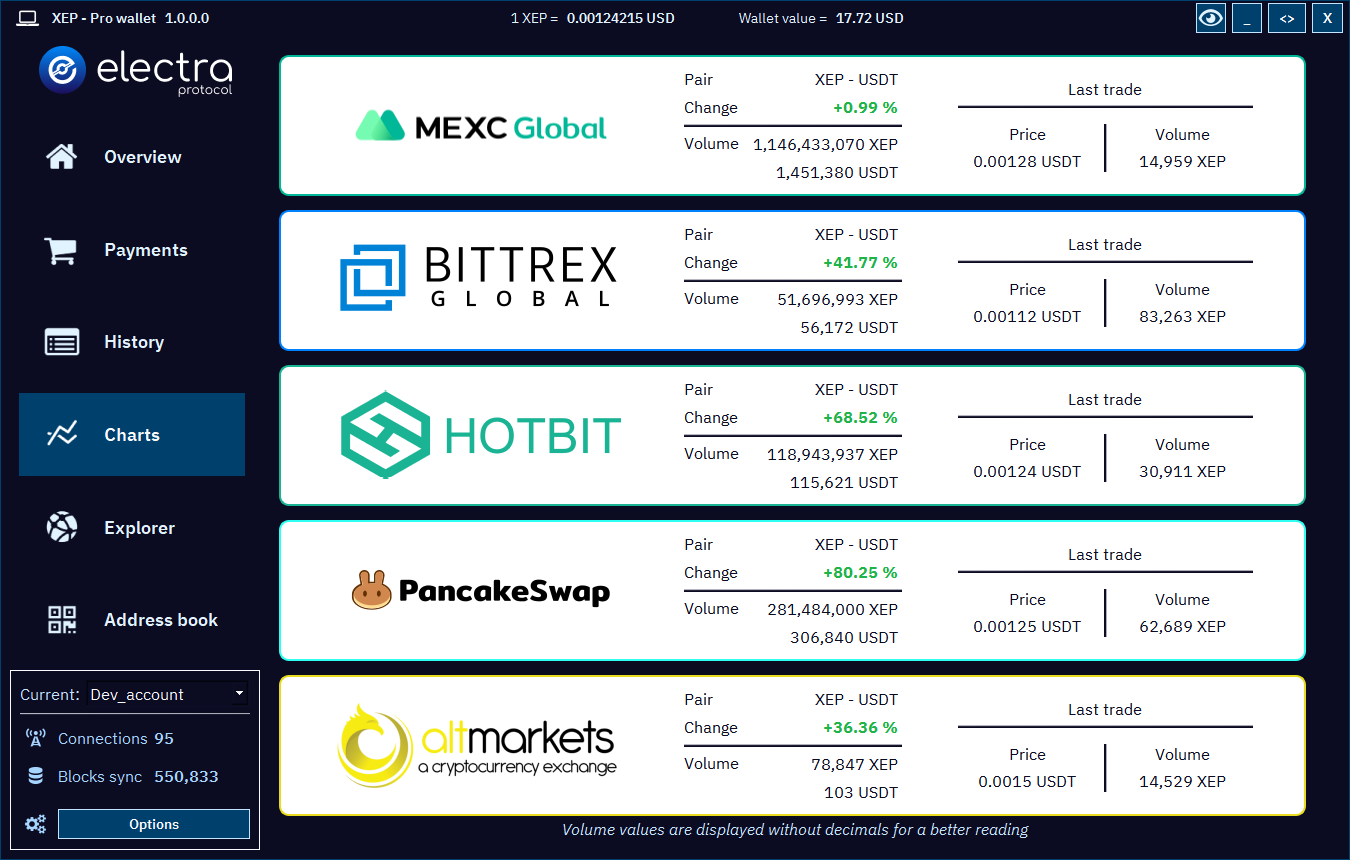 XEP - Pro wallet 1.0.0.0
1 XEP = 0.00124215 USD
Wallet value = 17.72 USD
_
<>
X
electra
protocol
Overview
Payments
History
Charts
Explorer
Address book
Current: Dev_account
Connections 95
Blocks sync 550,833
Options
MEXC Global
Pair XEP - USDT
Change +0.99 %
Volume 1,146,433,070 XEP
1,451,380 USDT
Last trade
Price Volume
0.00128 USDT 14,959 XEP
BITTREX
GLOBAL
Pair XEP - USDT
Change +41.77 %
Volume 51,696,993 XEP
56,172 USDT
Last trade
Price Volume
0.00112 USDT 83,263 XEP
HOTBIT
Pair XEP - USDT
Change +68.52 %
Volume 118,943,937 XEP
115,621 USDT
Last trade
Price Volume
0.00124 USDT 30,911 XEP
PancakeSwap
Pair XEP - USDT
Change +80.25 %
Volume 281,484,000 XEP
306,840 USDT
Last trade
Price Volume
0.00125 USDT 62,689 XEP
altmarkets
a cryptocurrency exchange
Pair XEP - USDT
Change +36.36 %
Volume 78,847 XEP
103 USDT
Last trade
Price Volume
0.0015 USDT 14,529 XEP
Volume values are displayed without decimals for a better reading